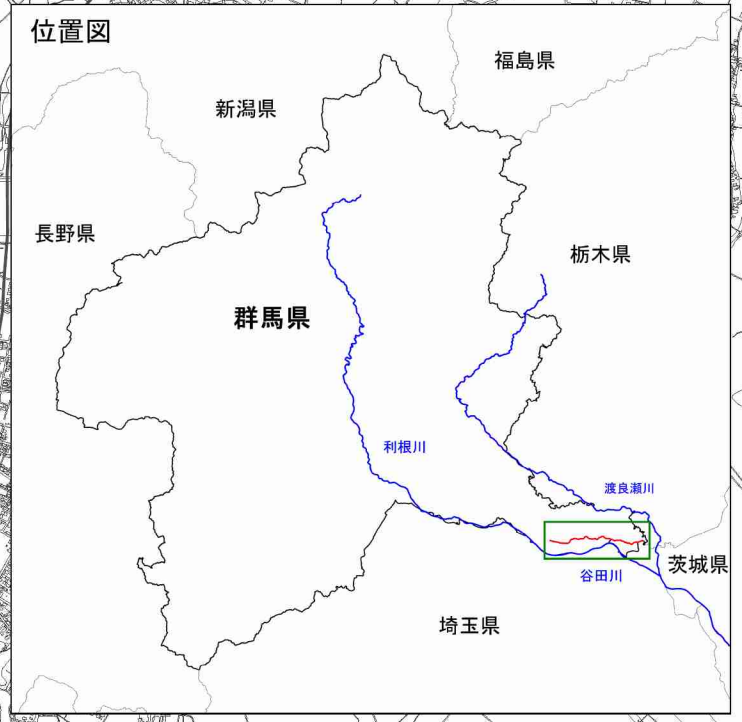 位置図
福島県
新潟県
長野県
栃木県
群馬県
利根川
渡良瀬川
茨城県
谷田川
埼玉県